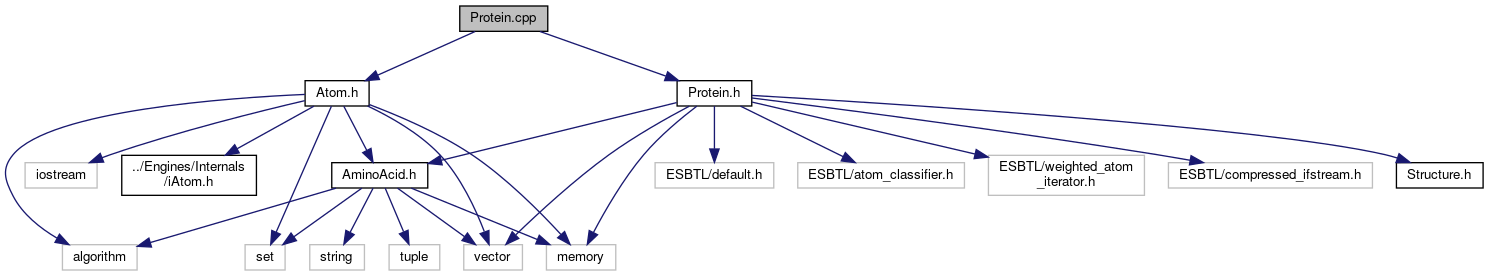 Protein.cpp
Atom.h
Protein.h
iostream
../Engines/Internals
/iAtom.h
AminoAcid.h
ESBTL/default.h
ESBTL/atom_classifier.h
ESBTL/weighted_atom
_iterator.h
ESBTL/compressed_ifstream.h
Structure.h
algorithm
set
string
tuple
vector
memory